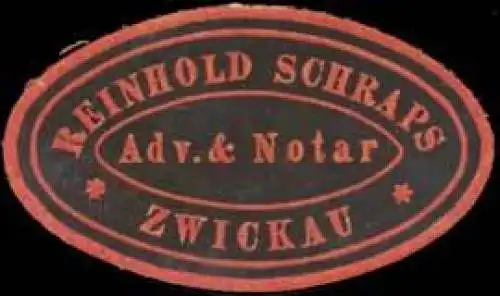 REINHOLD SCHRAPS
Adv. & Notar
ZWICKAU